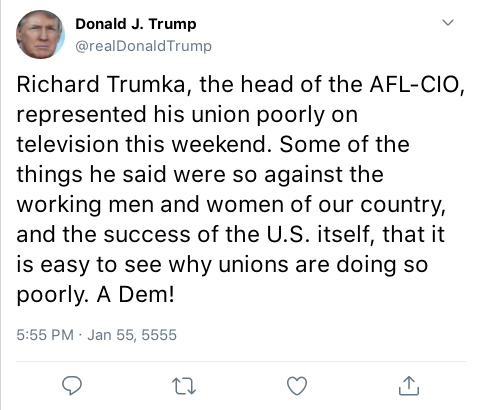 Donald J. Trump
@realDonaldTrump
Richard Trumka, the head of the AFL-CIO,
represented his union poorly on
television this weekend. Some of the
things he said were so against the
working men and women of our country,
and the success of the U.S. itself, that it
is easy to see why unions are doing so
poorly. A Dem!
5:55 PM · Jan 55, 5555